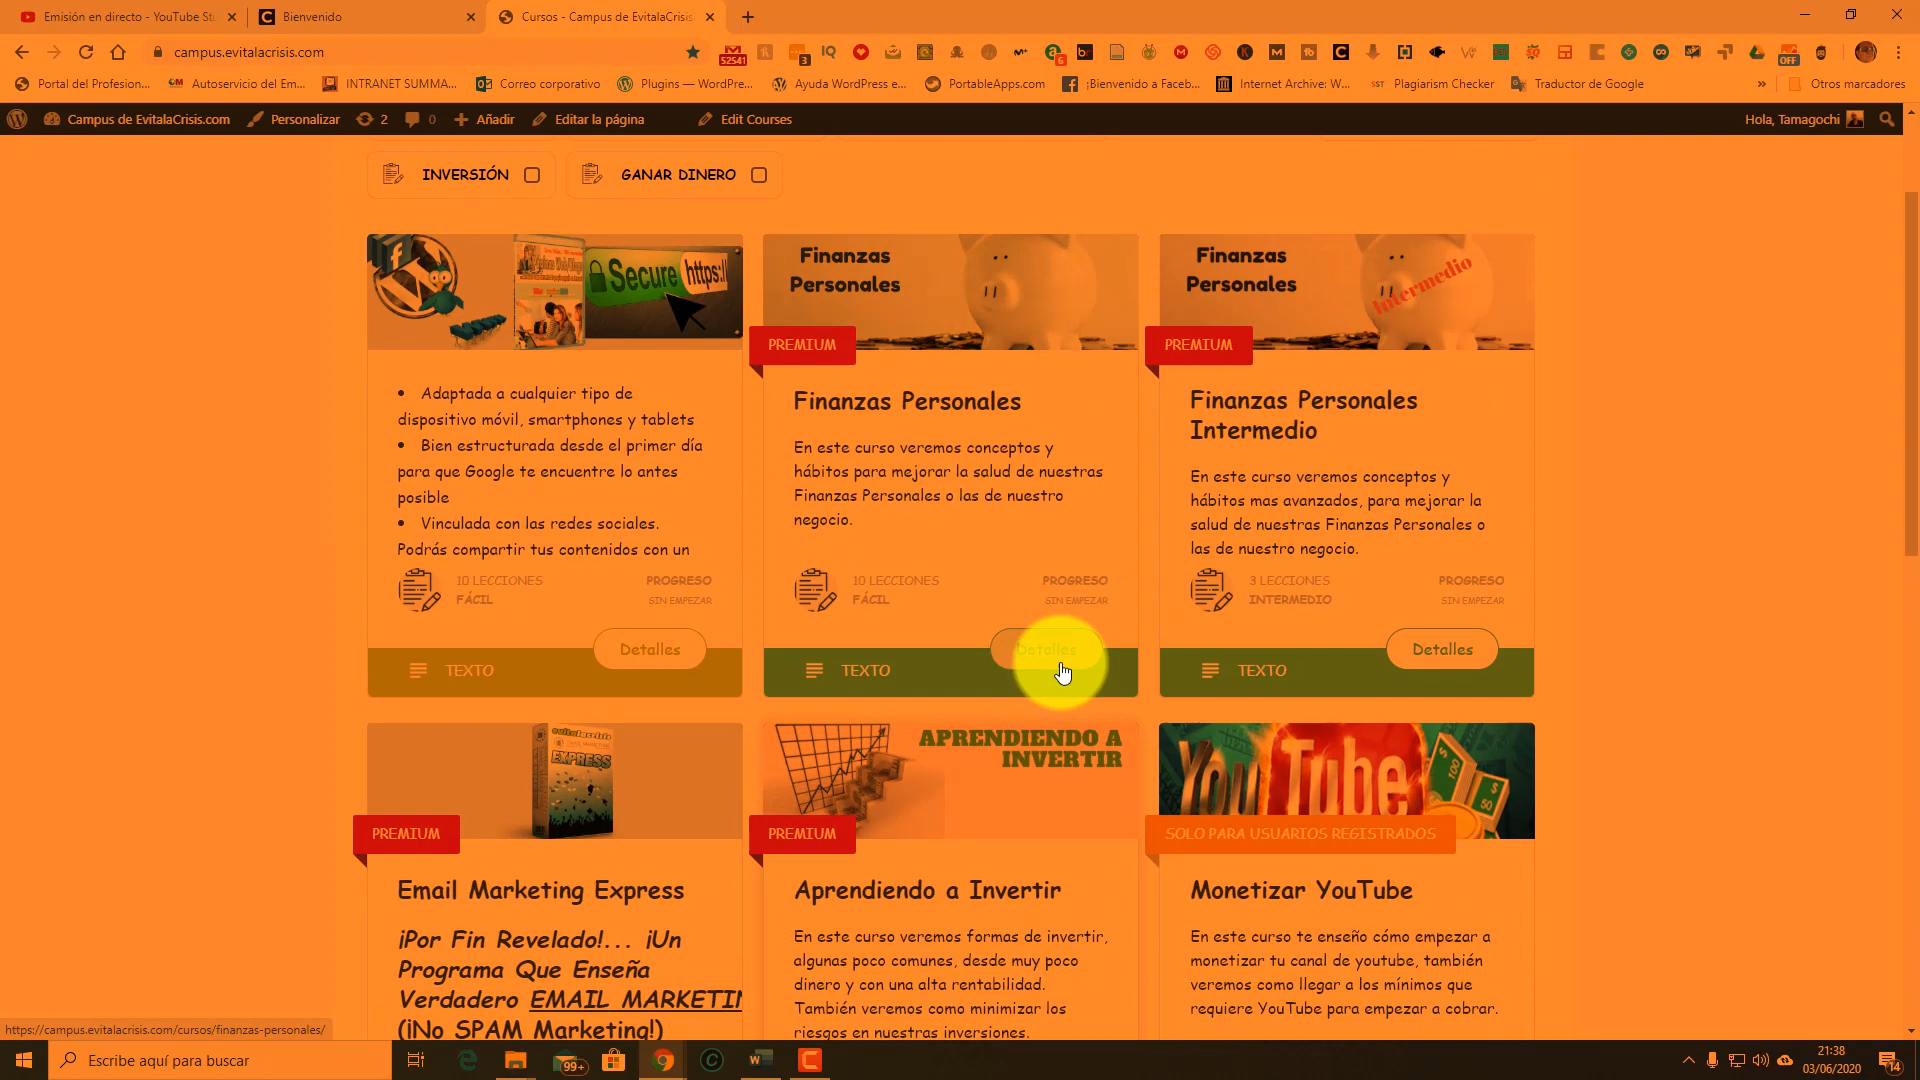 Emisión en directo - YouTube St
Bienvenido
Cursos - Campus de EvitalaCrisis
campus.evitalacrisis.com
52541
3
6
OFF
Portal del Profesion...
Autoservicio del Em...
INTRANET SUMMA...
Correo corporativo
Plugins — WordPre...
Ayuda WordPress e...
PortableApps.com
¡Bienvenido a Faceb...
Internet Archive: W...
SST Plagiarism Checker
Traductor de Google
»
Otros marcadores
Campus de EvitalaCrisis.com
Personalizar
2
0
Añadir
Editar la página
Edit Courses
Hola, Tamagochi
INVERSIÓN
GANAR DINERO
Secure https://
Finanzas
Personales
Finanzas
Personales
Intermedio
PREMIUM
PREMIUM
• Adaptada a cualquier tipo de
dispositivo móvil, smartphones y tablets
• Bien estructurada desde el primer día
para que Google te encuentre lo antes
posible
• Vinculada con las redes sociales.
Podrás compartir tus contenidos con un
10 LECCIONES
FÁCIL
PROGRESO
SIN EMPEZAR
Detalles
TEXTO
Finanzas Personales
En este curso veremos conceptos y
hábitos para mejorar la salud de nuestras
Finanzas Personales o las de nuestro
negocio.
10 LECCIONES
FÁCIL
PROGRESO
SIN EMPEZAR
Detalles
TEXTO
Finanzas Personales
Intermedio
En este curso veremos conceptos y
hábitos mas avanzados, para mejorar la
salud de nuestras Finanzas Personales o
las de nuestro negocio.
3 LECCIONES
INTERMEDIO
PROGRESO
SIN EMPEZAR
Detalles
TEXTO
EXPRESS
PREMIUM
Email Marketing Express
¡Por Fin Revelado!... ¡Un
Programa Que Enseña
Verdadero EMAIL MARKETIN
(¡No SPAM Marketing!)
APRENDIENDO A
INVERTIR
PREMIUM
Aprendiendo a Invertir
En este curso veremos formas de invertir,
algunas poco comunes, desde muy poco
dinero y con una alta rentabilidad.
También veremos como minimizar los
riesgos en nuestras inversiones.
YouTube
100
50
SOLO PARA USUARIOS REGISTRADOS
Monetizar YouTube
En este curso te enseño cómo empezar a
monetizar tu canal de youtube, también
veremos como llegar a los mínimos que
requiere YouTube para empezar a cobrar.
https://campus.evitalacrisis.com/cursos/finanzas-personales/
Escribe aquí para buscar
99+
21:38
03/06/2020
14